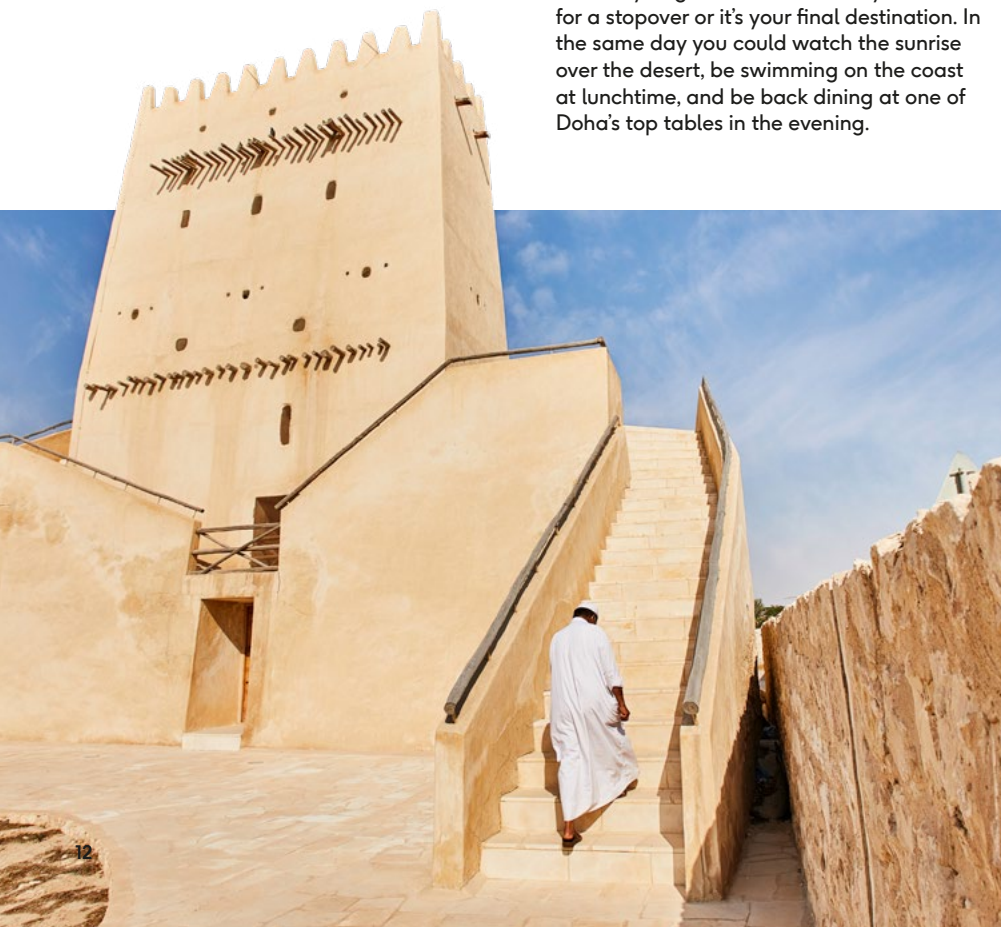 for a stopover or it's your final destination. In
the same day you could watch the sunrise
over the desert, be swimming on the coast
at lunchtime, and be back dining at one of
Doha's top tables in the evening.
12